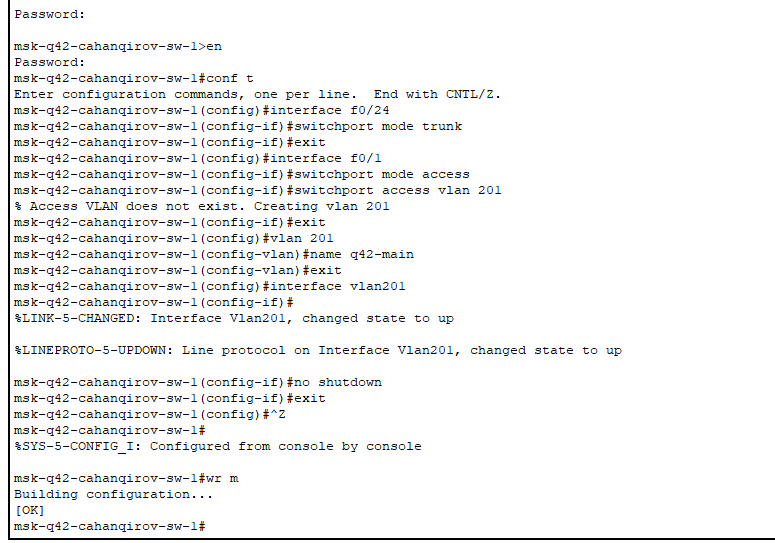 Password:
msk-q42-cahanqirov-sw-1>en
Password:
msk-q42-cahanqirov-sw-1#conf t
Enter configuration commands, one per line.  End with CNTL/Z.
msk-q42-cahanqirov-sw-1(config)#interface f0/24
msk-q42-cahanqirov-sw-1(config-if)#switchport mode trunk
msk-q42-cahanqirov-sw-1(config-if)#exit
msk-q42-cahanqirov-sw-1(config)#interface f0/1
msk-q42-cahanqirov-sw-1(config-if)#switchport mode access
msk-q42-cahanqirov-sw-1(config-if)#switchport access vlan 201
% Access VLAN does not exist. Creating vlan 201
msk-q42-cahanqirov-sw-1(config-if)#exit
msk-q42-cahanqirov-sw-1(config)#vlan 201
msk-q42-cahanqirov-sw-1(config-vlan)#name q42-main
msk-q42-cahanqirov-sw-1(config-vlan)#exit
msk-q42-cahanqirov-sw-1(config)#interface vlan201
msk-q42-cahanqirov-sw-1(config-if)#
%LINK-5-CHANGED: Interface Vlan201, changed state to up
%LINEPROTO-5-UPDOWN: Line protocol on Interface Vlan201, changed state to up
msk-q42-cahanqirov-sw-1(config-if)#no shutdown
msk-q42-cahanqirov-sw-1(config-if)#exit
msk-q42-cahanqirov-sw-1(config)#^Z
msk-q42-cahanqirov-sw-1#
%SYS-5-CONFIG_I: Configured from console by console
msk-q42-cahanqirov-sw-1#wr m
Building configuration...
[OK]
msk-q42-cahanqirov-sw-1#